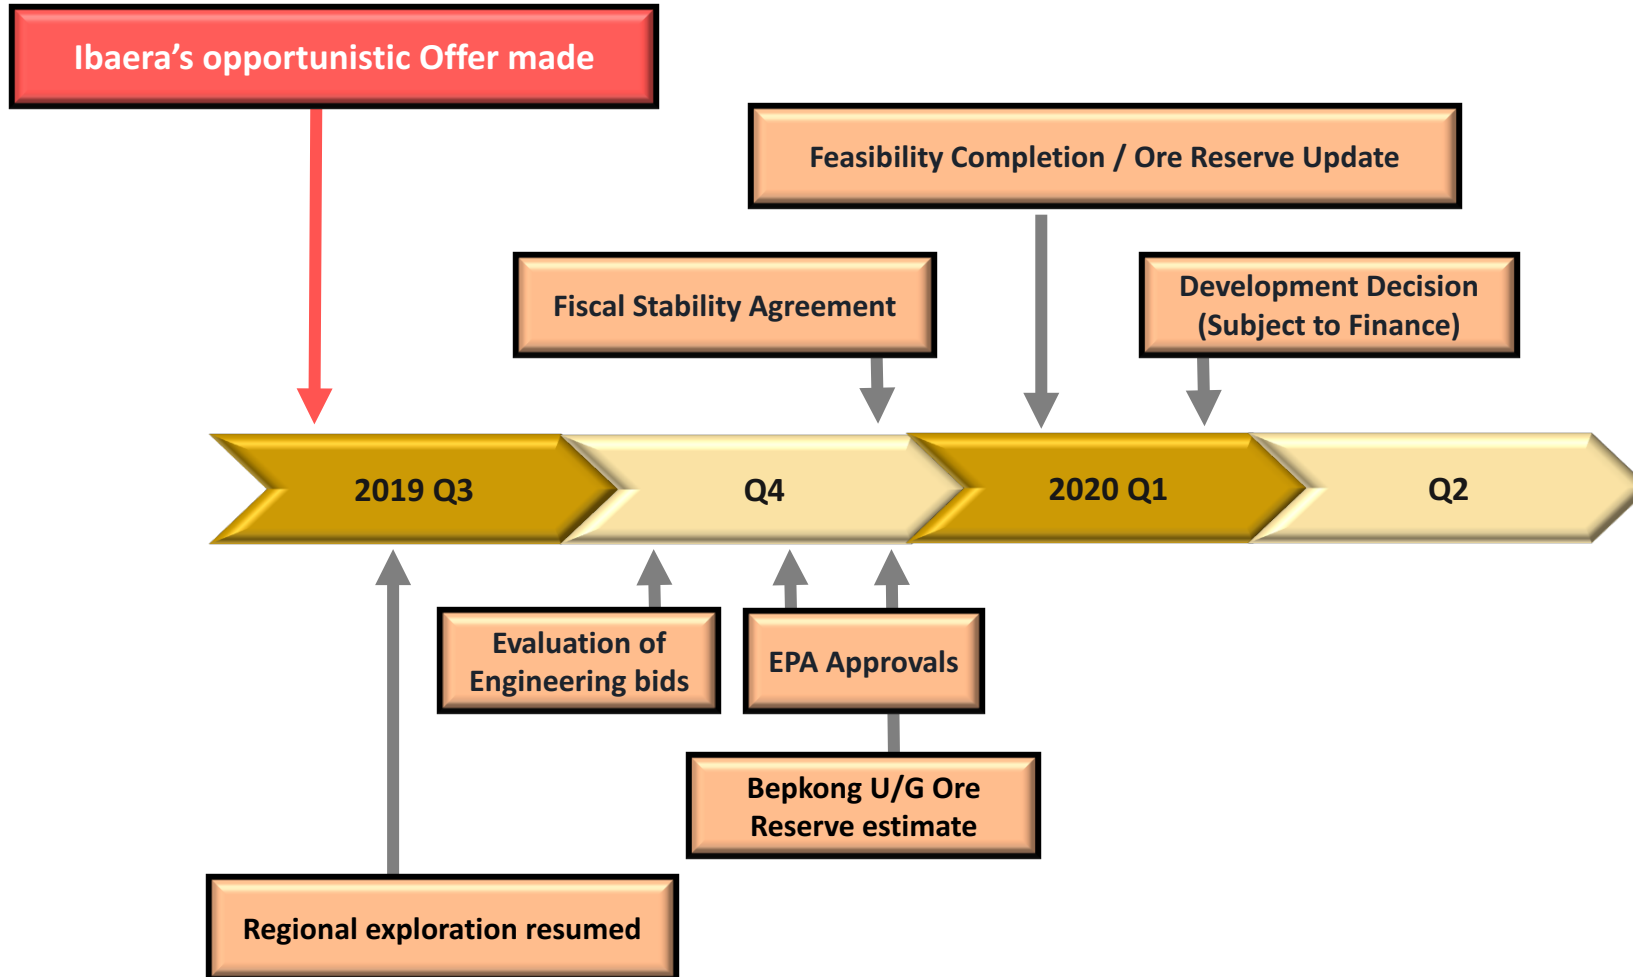 Ibaera’s opportunistic Offer made
Feasibility Completion / Ore Reserve Update
Fiscal Stability Agreement
Development Decision
(Subject to Finance)
2019 Q3
Q4
2020 Q1
Q2
Evaluation of
Engineering bids
EPA Approvals
Bepkong U/G Ore
Reserve estimate
Regional exploration resumed